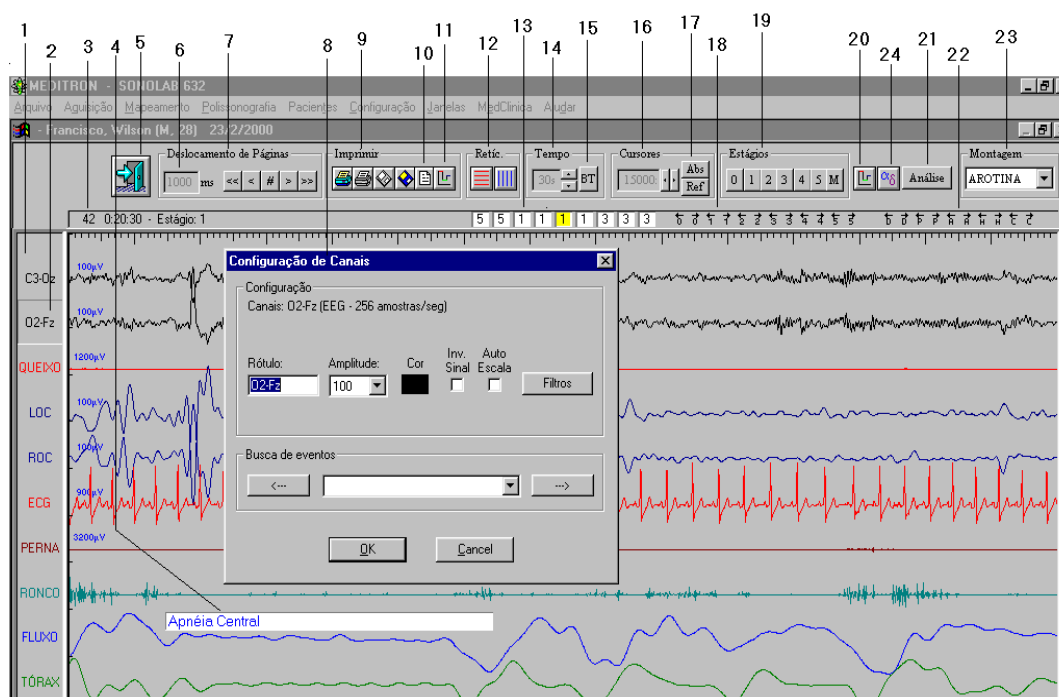 1 2 3 4 5 6 7 8 9 10 11 12 13 14 15 16 17 18 19 20 24 21 22 23
MEDITRON - SONOLAB 632
Arquivo Aquisição Mapeamento Polissonografia Pacientes Configuração Janelas MedClínica Ajudar
- Francisco, Wilson (M, 28) 23/2/2000
Deslocamento de Páginas Imprimir Retíc. Tempo Cursores Estágios Montagem
1000 ms << < # > >> 30s BT 15000: Abs Ref 0 1 2 3 4 5 M Análise AROTINA
42 0:20:30 - Estágio: 1 5 5 1 1 1 1 3 3 3
Configuração de Canais
Configuração
Canais: O2-Fz (EEG - 256 amostras/seg)
Rótulo: Amplitude: Cor Inv. Sinal Auto Escala
O2-Fz 100 Filtros
Busca de eventos
<--- --->
OK Cancel
C3-Oz 100µV
O2-Fz 100µV
QUEIXO 1200µV
LOC 100µV
ROC 100µV
ECG 900µV
PERNA 3200µV
RONCO
Apnéia Central
FLUXO
TÓRAX